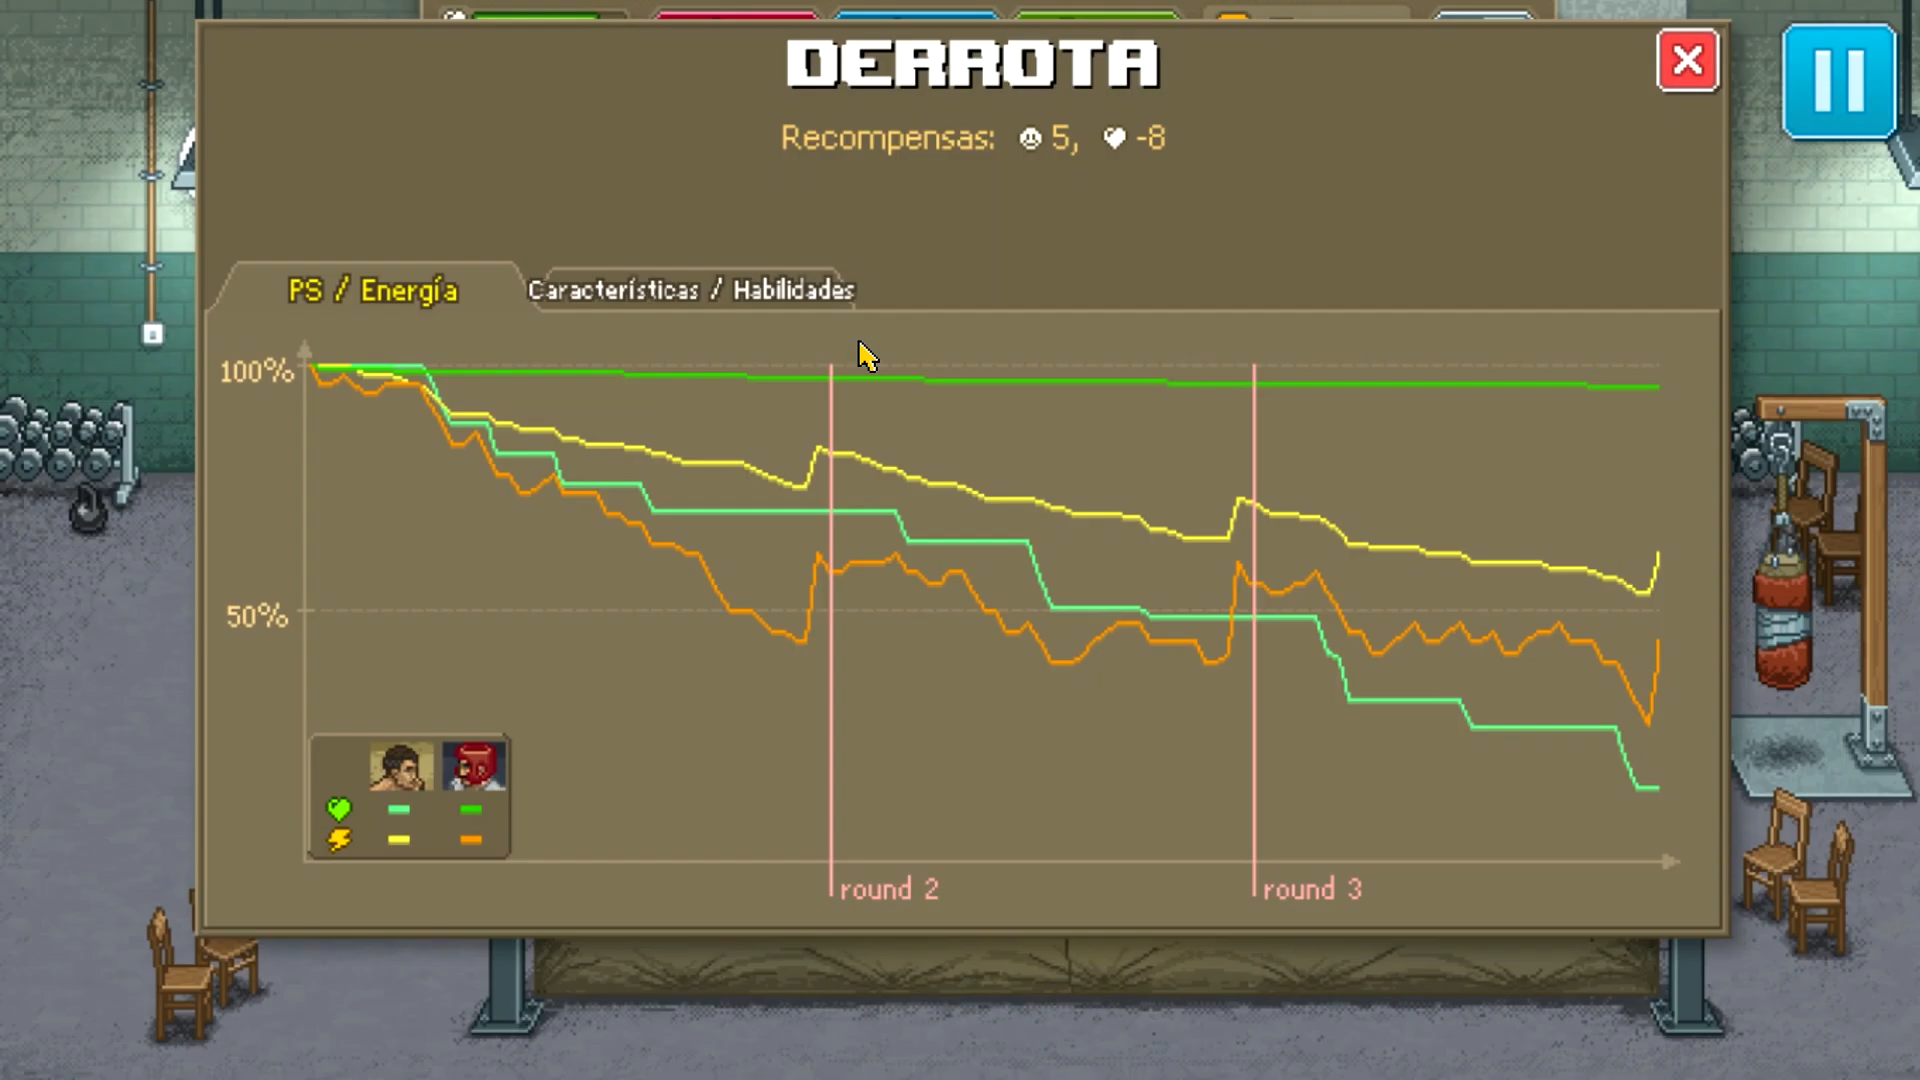 DERROTA
Recompensas: 5, -8
PS / Energía
Características / Habilidades
100%
50%
round 2
round 3